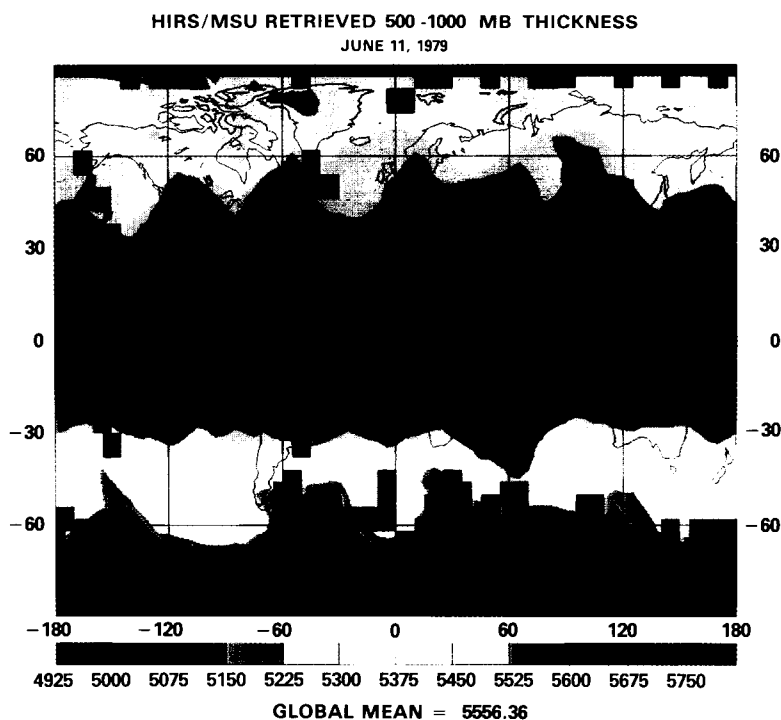 HIRS/MSU RETRIEVED 500-1000 MB THICKNESS
JUNE 11, 1979
60 60
30 30
0 0
-30 -30
-60 -60
-180 -120 -60 0 60 120 180
4925 5000 5075 5150 5225 5300 5375 5450 5525 5600 5675 5750
GLOBAL MEAN = 5556.36